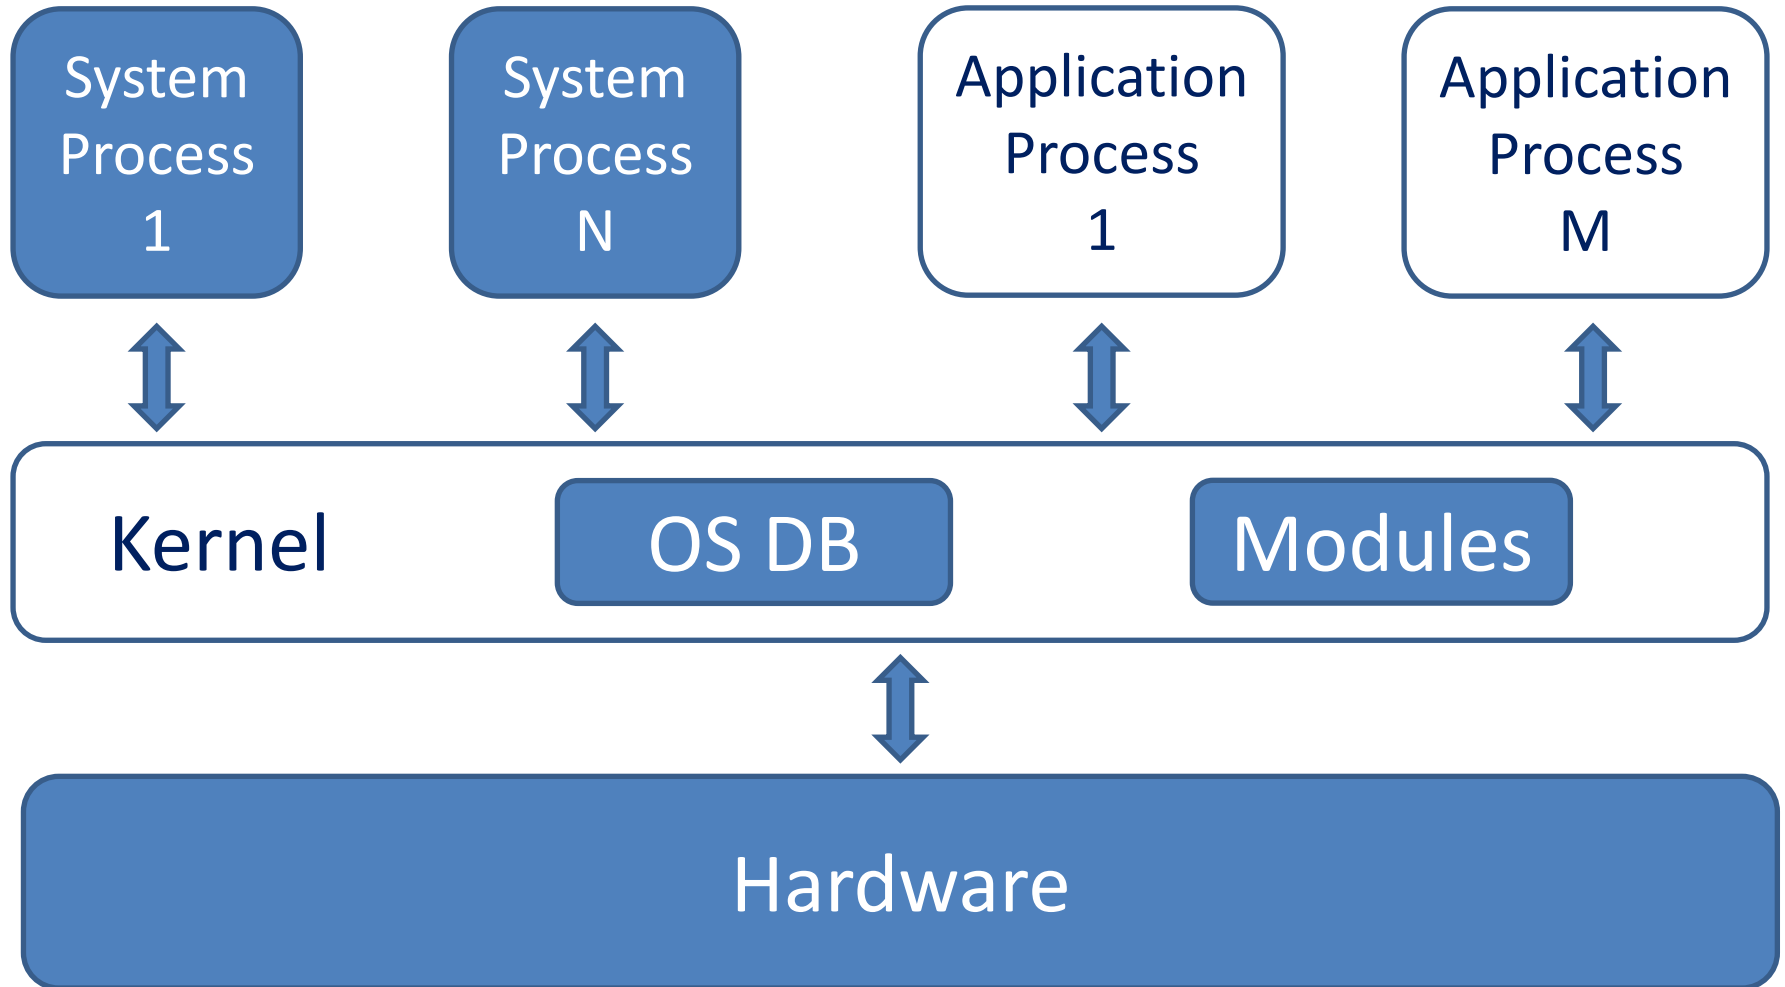 System
Process
1
System
Process
N
Application
Process
1
Application
Process
M
Kernel
OS DB
Modules
Hardware